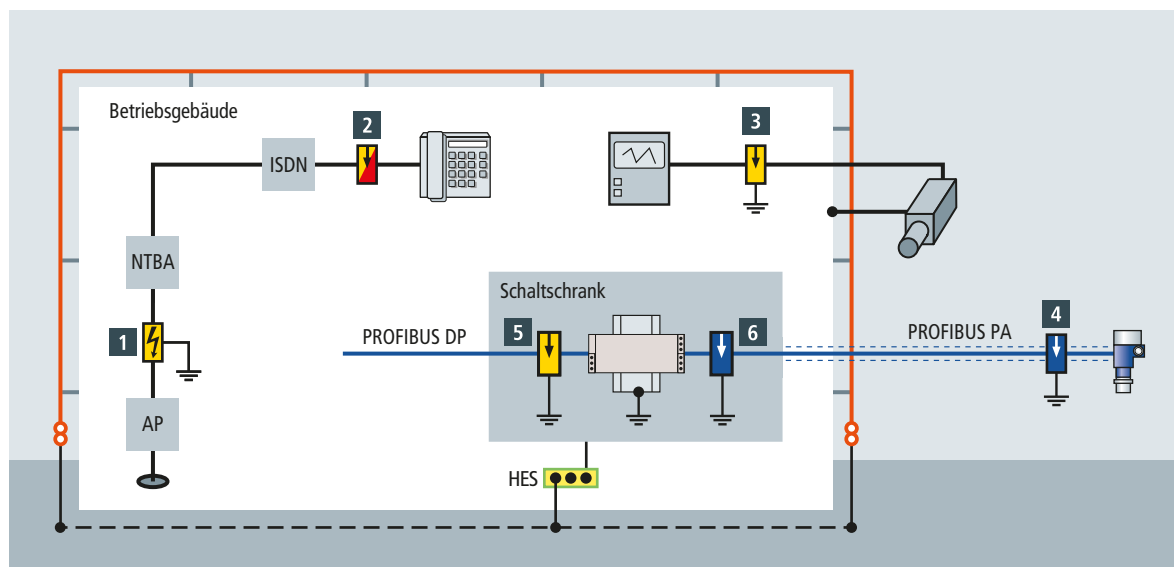 Betriebsgebäude
2
3
ISDN
NTBA
Schaltschrank
1
PROFIBUS DP
5
6
PROFIBUS PA
4
AP
HES